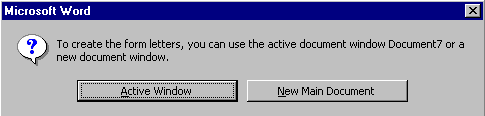 Microsoft Word
To create the form letters, you can use the active document window Document7 or a
new document window.
Active Window
New Main Document